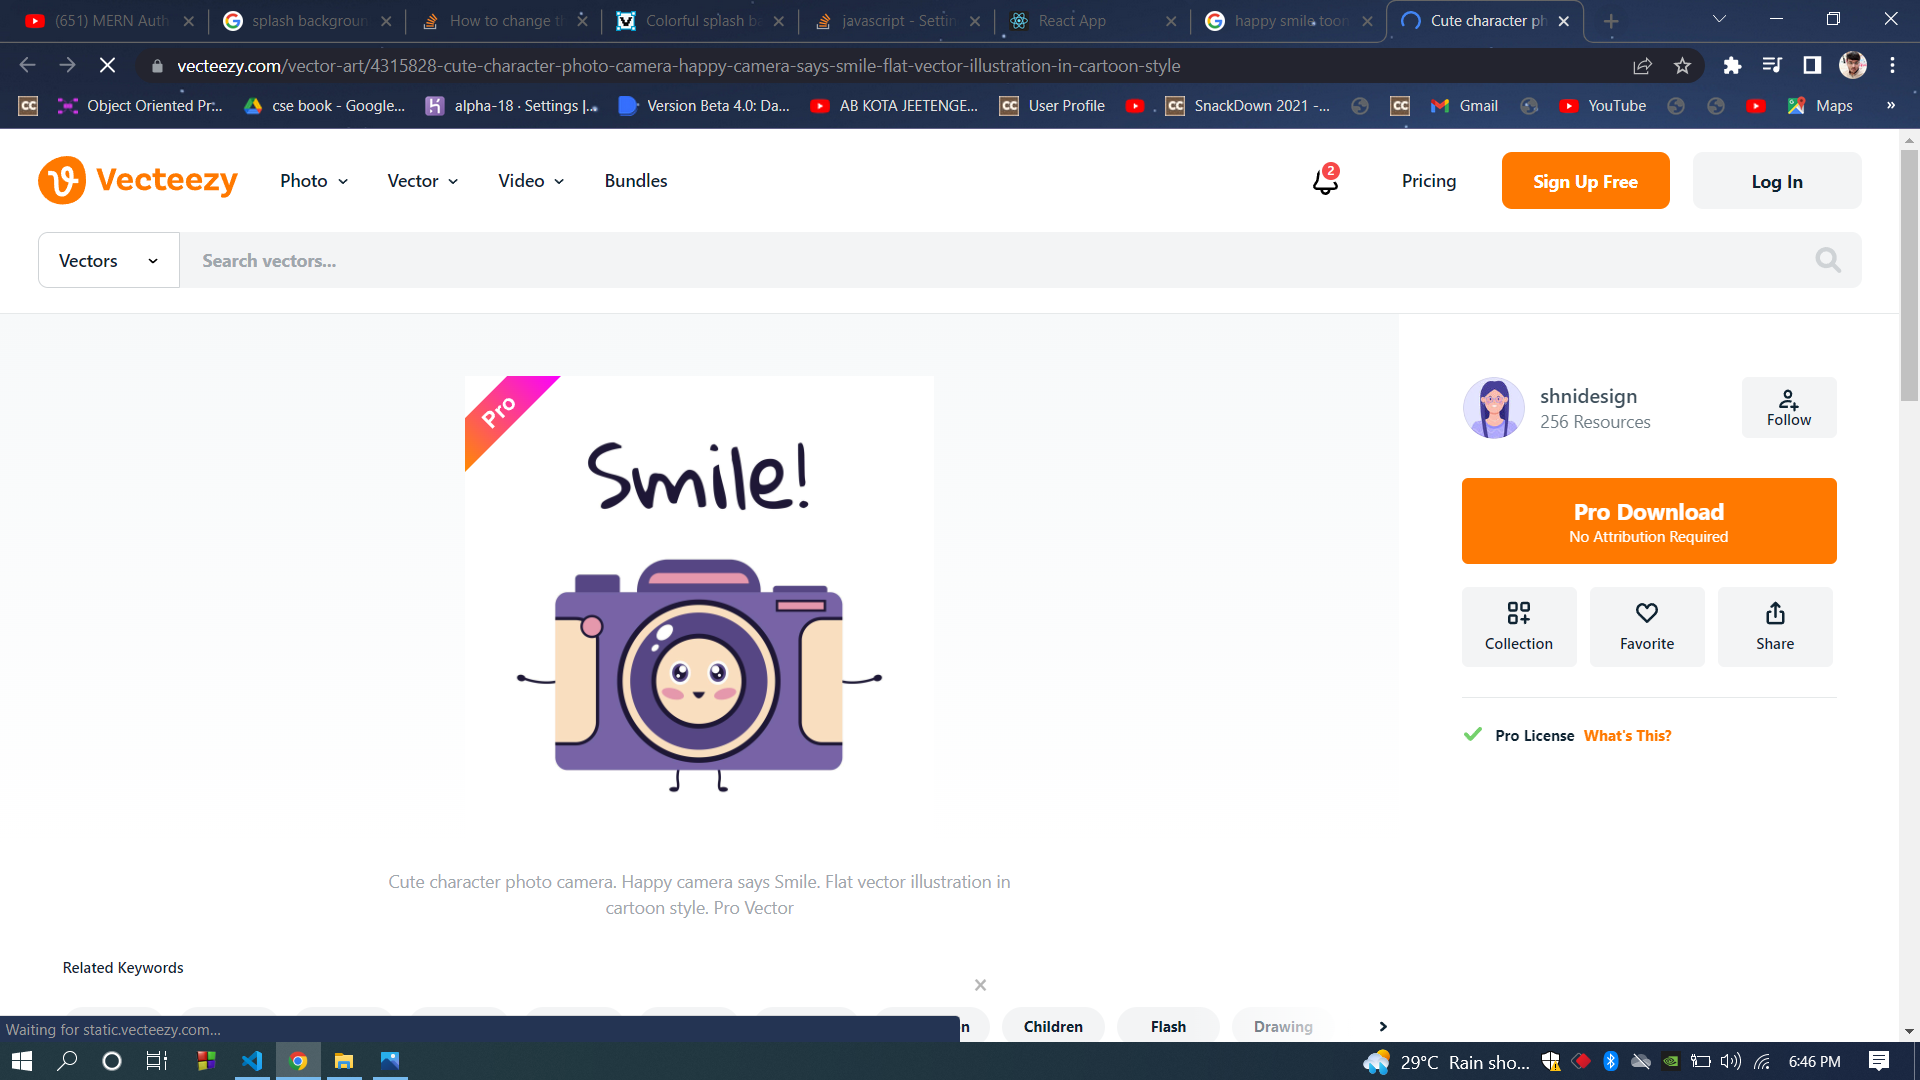 (651) MERN Auth
splash backgroun
How to change t
Colorful splash b
javascript - Settin
React App
happy smile toon
Cute character ph
vecteezy.com/vector-art/4315828-cute-character-photo-camera-happy-camera-says-smile-flat-vector-illustration-in-cartoon-style
CC
Object Oriented Pr...
cse book - Google...
alpha-18 · Settings |...
Version Beta 4.0: Da...
AB KOTA JEETENGE...
CC User Profile
CC SnackDown 2021 -...
CC
Gmail
YouTube
Maps
»
Vecteezy
Photo
Vector
Video
Bundles
2
Pricing
Sign Up Free
Log In
Vectors
Search vectors...
Pro
Smile!
shnidesign
256 Resources
Follow
Pro Download
No Attribution Required
Collection
Favorite
Share
Pro License What's This?
Cute character photo camera. Happy camera says Smile. Flat vector illustration in
cartoon style. Pro Vector
Related Keywords
n
Children
Flash
Drawing
Waiting for static.vecteezy.com...
29°C Rain sho...
6:46 PM